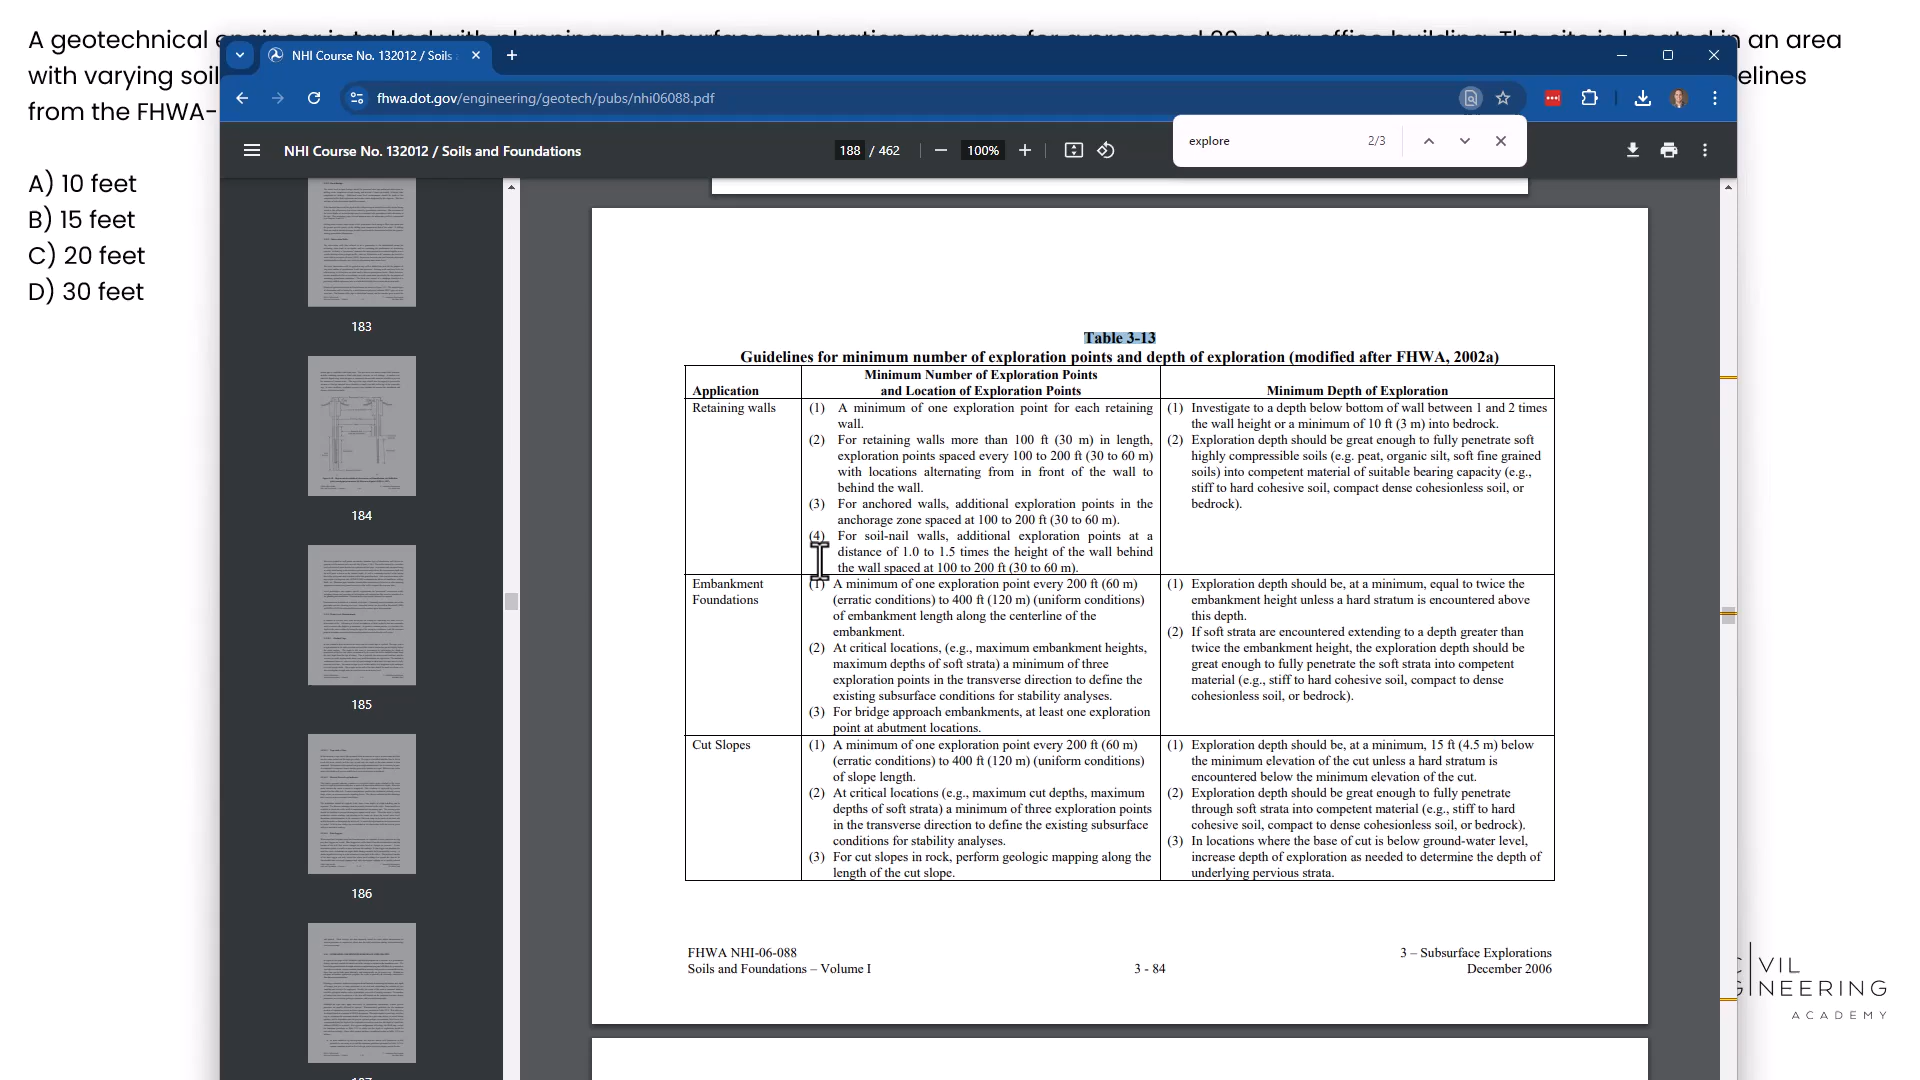 A geotechnical
in an area
with varying soil
elines
from the FHWA-
A) 10 feet
B) 15 feet
C) 20 feet
D) 30 feet
NHI Course No. 132012 / Soils
fhwa.dot.gov/engineering/geotech/pubs/nhi06088.pdf
NHI Course No. 132012 / Soils and Foundations
188 / 462
100%
explore
2/3
183
184
185
186
Table 3-13
Guidelines for minimum number of exploration points and depth of exploration (modified after FHWA, 2002a)
Application
Minimum Number of Exploration Points
and Location of Exploration Points
Minimum Depth of Exploration
Retaining walls
(1) A minimum of one exploration point for each retaining
wall.
(2) For retaining walls more than 100 ft (30 m) in length,
exploration points spaced every 100 to 200 ft (30 to 60 m)
with locations alternating from in front of the wall to
behind the wall.
(3) For anchored walls, additional exploration points in the
anchorage zone spaced at 100 to 200 ft (30 to 60 m).
(4) For soil-nail walls, additional exploration points at a
distance of 1.0 to 1.5 times the height of the wall behind
the wall spaced at 100 to 200 ft (30 to 60 m).
(1) Investigate to a depth below bottom of wall between 1 and 2 times
the wall height or a minimum of 10 ft (3 m) into bedrock.
(2) Exploration depth should be great enough to fully penetrate soft
highly compressible soils (e.g. peat, organic silt, soft fine grained
soils) into competent material of suitable bearing capacity (e.g.,
stiff to hard cohesive soil, compact dense cohesionless soil, or
bedrock).
Embankment
Foundations
(1) A minimum of one exploration point every 200 ft (60 m)
(erratic conditions) to 400 ft (120 m) (uniform conditions)
of embankment length along the centerline of the
embankment.
(2) At critical locations, (e.g., maximum embankment heights,
maximum depths of soft strata) a minimum of three
exploration points in the transverse direction to define the
existing subsurface conditions for stability analyses.
(3) For bridge approach embankments, at least one exploration
point at abutment locations.
(1) Exploration depth should be, at a minimum, equal to twice the
embankment height unless a hard stratum is encountered above
this depth.
(2) If soft strata are encountered extending to a depth greater than
twice the embankment height, the exploration depth should be
great enough to fully penetrate the soft strata into competent
material (e.g., stiff to hard cohesive soil, compact to dense
cohesionless soil, or bedrock).
Cut Slopes
(1) A minimum of one exploration point every 200 ft (60 m)
(erratic conditions) to 400 ft (120 m) (uniform conditions)
of slope length.
(2) At critical locations (e.g., maximum cut depths, maximum
depths of soft strata) a minimum of three exploration points
in the transverse direction to define the existing subsurface
conditions for stability analyses.
(3) For cut slopes in rock, perform geologic mapping along the
length of the cut slope.
(1) Exploration depth should be, at a minimum, 15 ft (4.5 m) below
the minimum elevation of the cut unless a hard stratum is
encountered below the minimum elevation of the cut.
(2) Exploration depth should be great enough to fully penetrate
through soft strata into competent material (e.g., stiff to hard
cohesive soil, compact to dense cohesionless soil, or bedrock).
(3) In locations where the base of cut is below ground-water level,
increase depth of exploration as needed to determine the depth of
underlying pervious strata.
FHWA NHI-06-088
Soils and Foundations – Volume I
3 - 84
3 – Subsurface Explorations
December 2006
VIL
GINEERING
ACADEMY